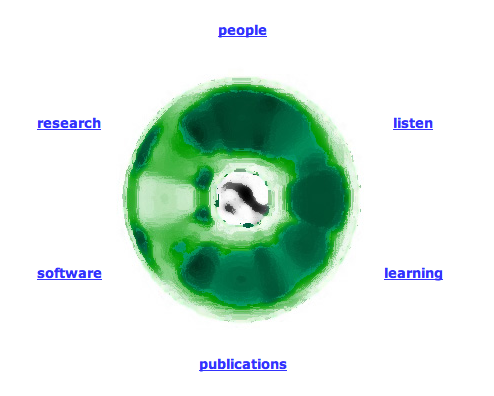 people
research
listen
software
learning
publications